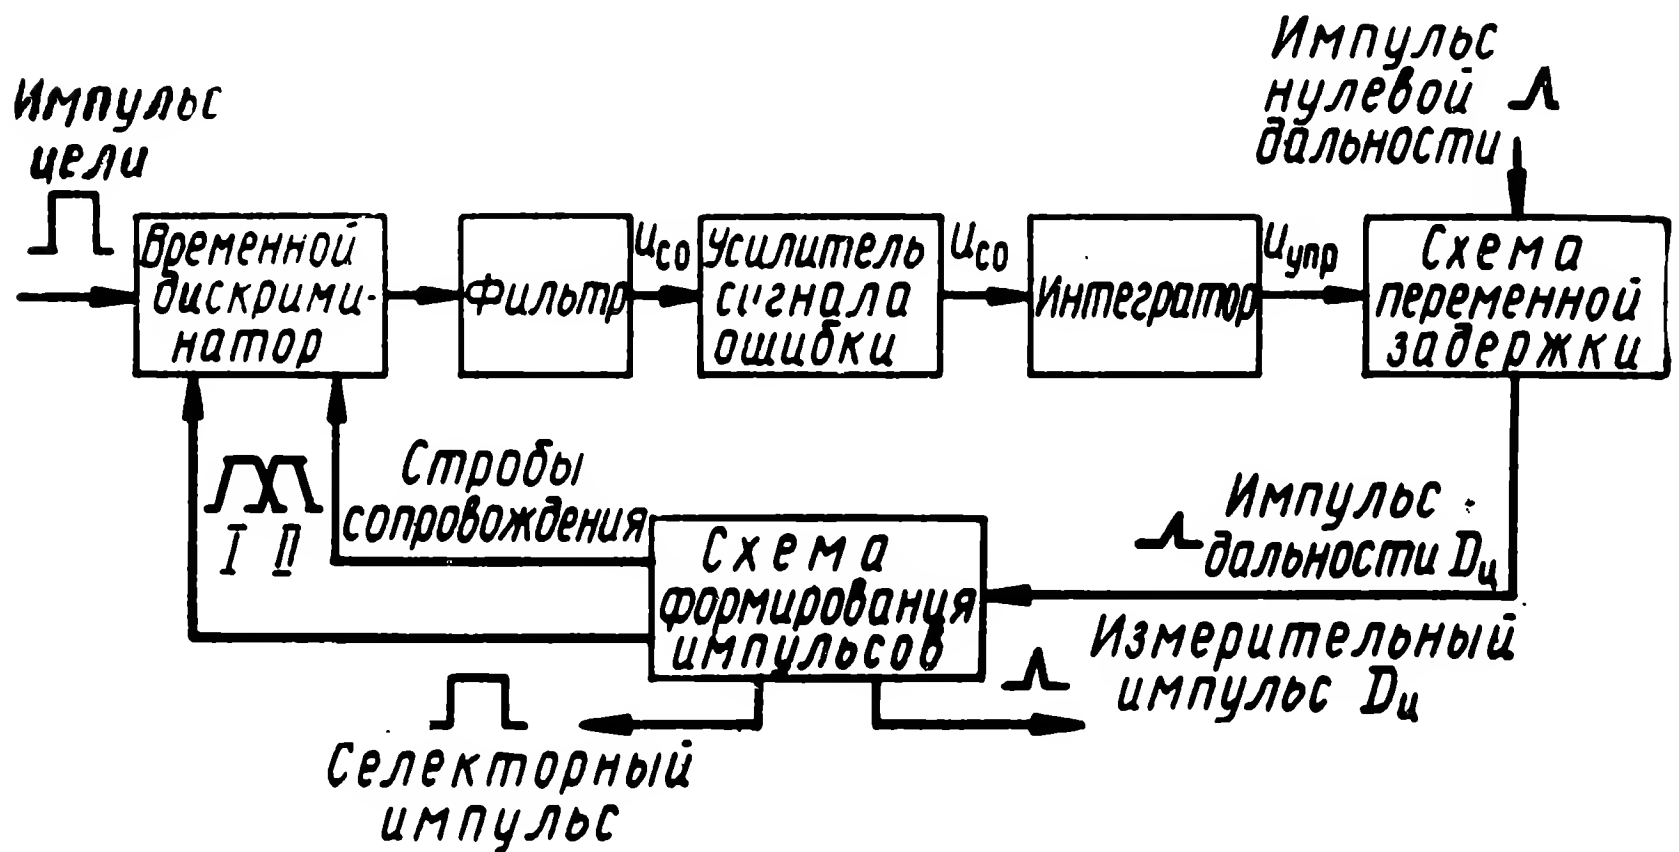 Импульс
цели
Импульс
нулевой
дальности
Временной
дискрими-
натор
Фильтр
Uсо
Усилитель
сигнала
ошибки
Uсо
Интегратор
Uупр
Схема
переменной
задержки
I II
Стробы
сопровождения
Схема
формирования
импульсов
Импульс
дальности Dц
Измерительный
импульс Dц
Селекторный
импульс